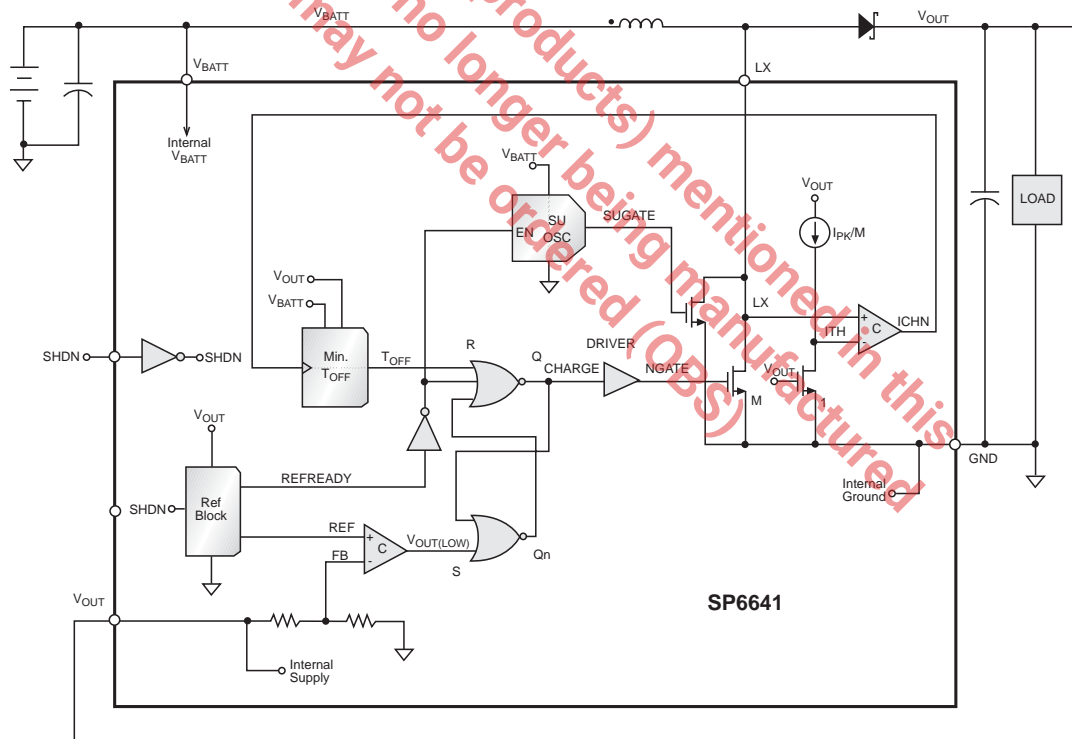 VBATT
VOUT
VBATT
LX
Internal
VBATT
VBATT
SU
OSC
EN
SUGATE
VOUT
IPK/M
LOAD
LX
ITH
+
-
C
ICHN
VOUT
VBATT
Min.
TOFF
TOFF
R
Q
CHARGE
DRIVER
NGATE
VOUT
M
1
SHDN
SHDN
VOUT
REFREADY
GND
Internal
Ground
SHDN
Ref
Block
REF
+
C
-
FB
VOUT(LOW)
S
Qn
VOUT
Internal
Supply
SP6641
products) mentioned in this
no longer being manufactured
may not be ordered (OBS)